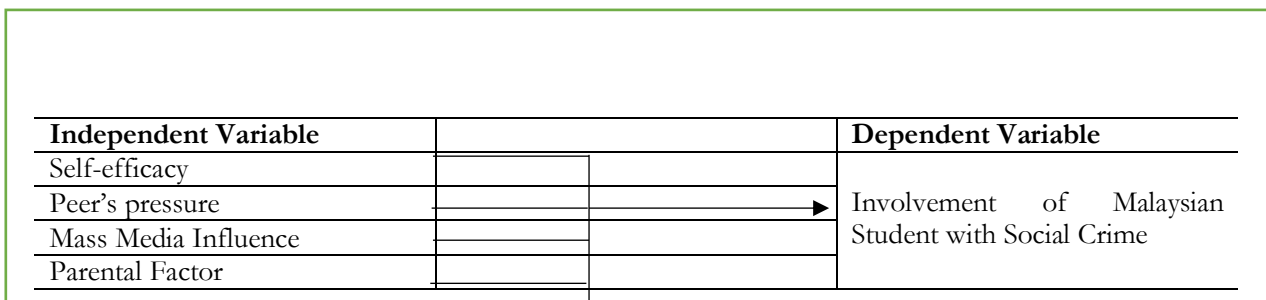 Independent Variable
Dependent Variable
Self-efficacy
Peer's pressure
Mass Media Influence
Parental Factor
Involvement of Malaysian
Student with Social Crime